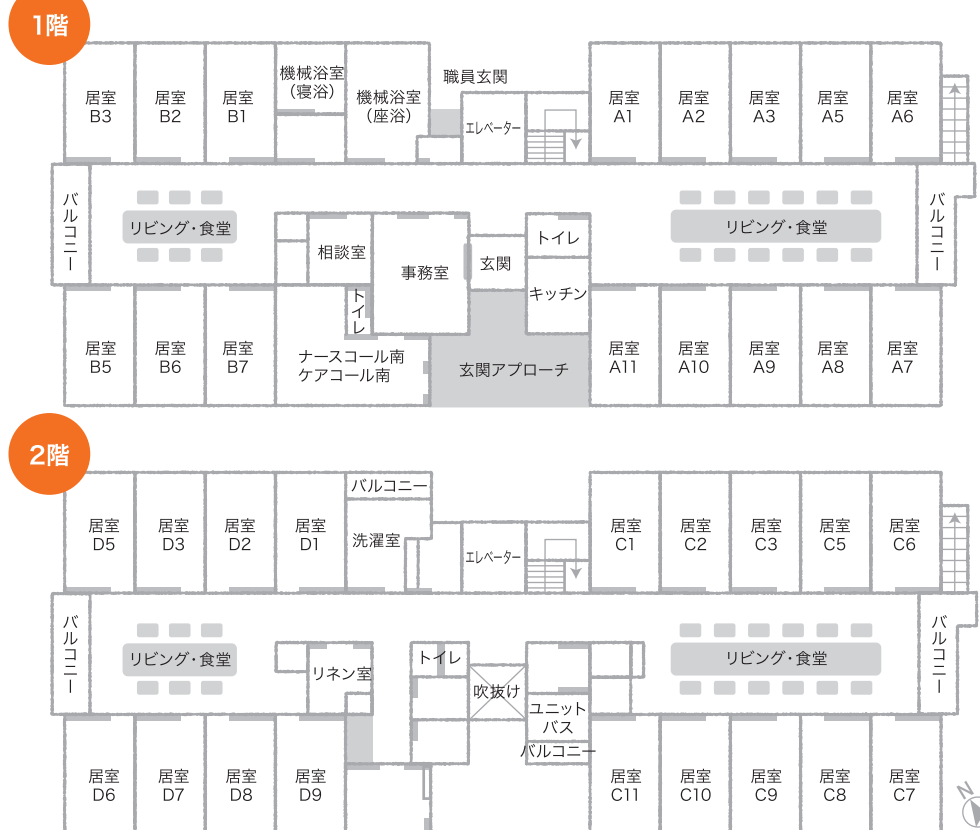 1階
機械浴室
（寝浴）
職員玄関
居室
B3
居室
B2
居室
B1
機械浴室
（座浴）
エレベーター
居室
A1
居室
A2
居室
A3
居室
A5
居室
A6
バルコニー
リビング・食堂
リビング・食堂
バルコニー
相談室
事務室
玄関
トイレ
キッチン
トイレ
居室
B5
居室
B6
居室
B7
ナースコール南
ケアコール南
玄関アプローチ
居室
A11
居室
A10
居室
A9
居室
A8
居室
A7
2階
バルコニー
居室
D5
居室
D3
居室
D2
居室
D1
洗濯室
エレベーター
居室
C1
居室
C2
居室
C3
居室
C5
居室
C6
バルコニー
リビング・食堂
リネン室
トイレ
吹抜け
ユニット
バス
バルコニー
リビング・食堂
バルコニー
居室
D6
居室
D7
居室
D8
居室
D9
居室
C11
居室
C10
居室
C9
居室
C8
居室
C7
N